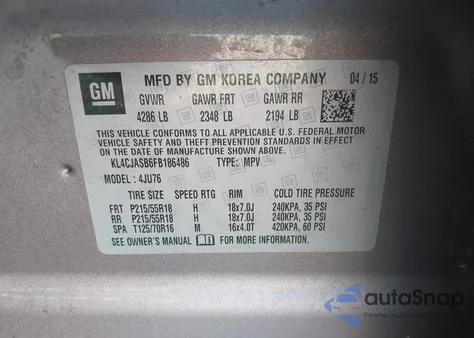 GM
MFD BY GM KOREA COMPANY 04 / 15
GVWR GAWR FRT GAWR RR
4286 LB 2348 LB 2194 LB
THIS VEHICLE CONFORMS TO ALL APPLICABLE U.S. FEDERAL MOTOR
VEHICLE SAFETY AND THEFT PREVENTION STANDARDS IN EFFECT
ON THE DATE OF MANUFACTURE SHOWN ABOVE.
KL4CJASB6FB186486 TYPE: MPV
MODEL : 4JU76
TIRE SIZE SPEED RTG RIM COLD TIRE PRESSURE
FRT P215/55R18 H 18x7.0J 240KPA, 35 PSI
RR P215/55R18 H 18x7.0J 240KPA, 35 PSI
SPA T125/70R16 M 16x4.0T 420KPA, 60 PSI
SEE OWNER'S MANUAL FOR MORE INFORMATION.
autoSnap